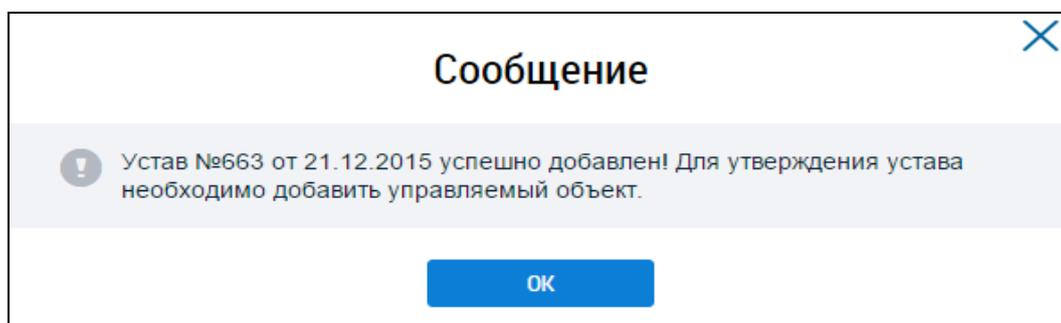 Сообщение
Устав №663 от 21.12.2015 успешно добавлен! Для утверждения устава
необходимо добавить управляемый объект.
ОК